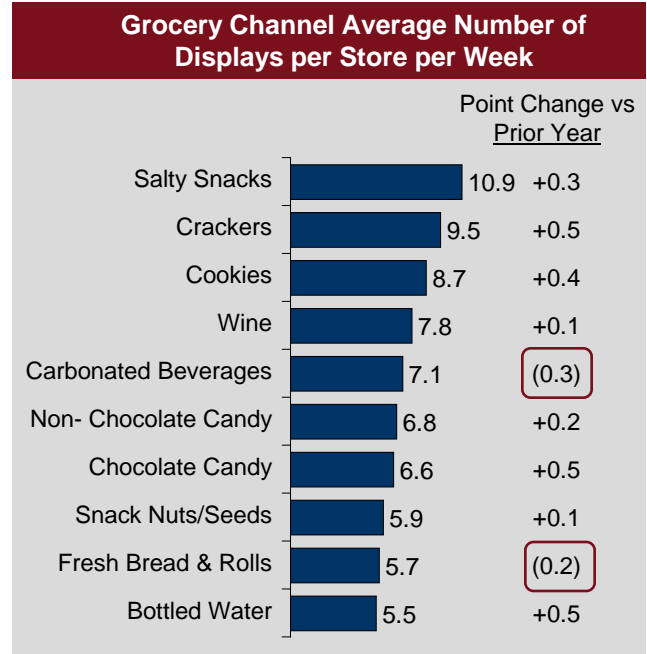 Grocery Channel Average Number of
Displays per Store per Week
Point Change vs
Prior Year
Salty Snacks 10.9 +0.3
Crackers 9.5 +0.5
Cookies 8.7 +0.4
Wine 7.8 +0.1
Carbonated Beverages 7.1 (0.3)
Non- Chocolate Candy 6.8 +0.2
Chocolate Candy 6.6 +0.5
Snack Nuts/Seeds 5.9 +0.1
Fresh Bread & Rolls 5.7 (0.2)
Bottled Water 5.5 +0.5